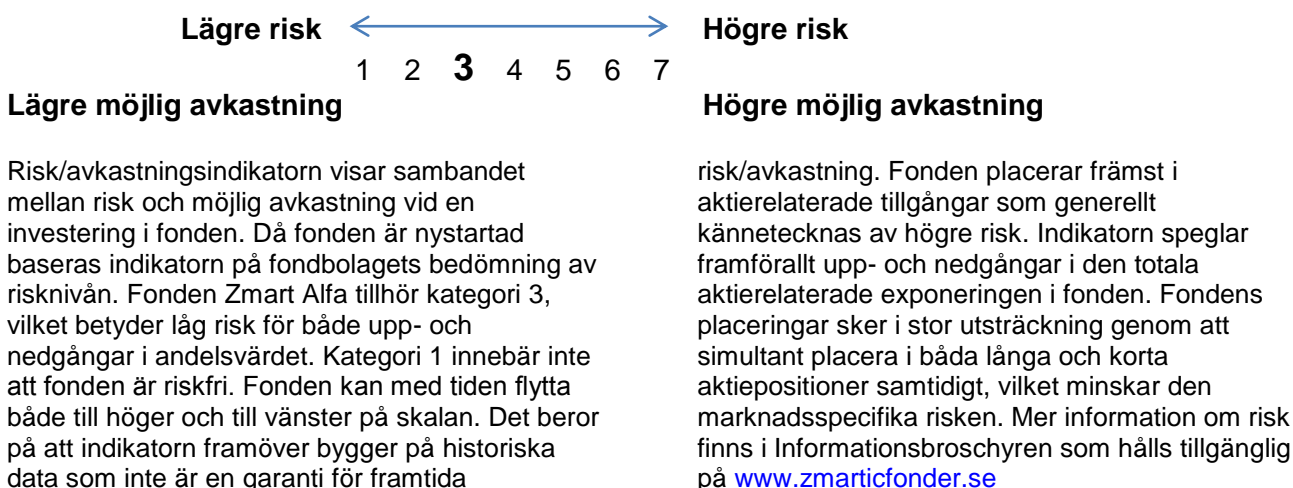 Lägre risk Högre risk
1 2 3 4 5 6 7
Lägre möjlig avkastning Högre möjlig avkastning
Risk/avkastningsindikatorn visar sambandet
mellan risk och möjlig avkastning vid en
investering i fonden. Då fonden är nystartad
baseras indikatorn på fondbolagets bedömning av
risknivån. Fonden Zmart Alfa tillhör kategori 3,
vilket betyder låg risk för både upp- och
nedgångar i andelsvärdet. Kategori 1 innebär inte
att fonden är riskfri. Fonden kan med tiden flytta
både till höger och till vänster på skalan. Det beror
på att indikatorn framöver bygger på historiska
data som inte är en garanti för framtida
risk/avkastning. Fonden placerar främst i
aktierelaterade tillgångar som generellt
kännetecknas av högre risk. Indikatorn speglar
framförallt upp- och nedgångar i den totala
aktierelaterade exponeringen i fonden. Fondens
placeringar sker i stor utsträckning genom att
simultant placera i båda långa och korta
aktiepositioner samtidigt, vilket minskar den
marknadsspecifika risken. Mer information om risk
finns i Informationsbroschyren som hålls tillgänglig
på www.zmarticfonder.se